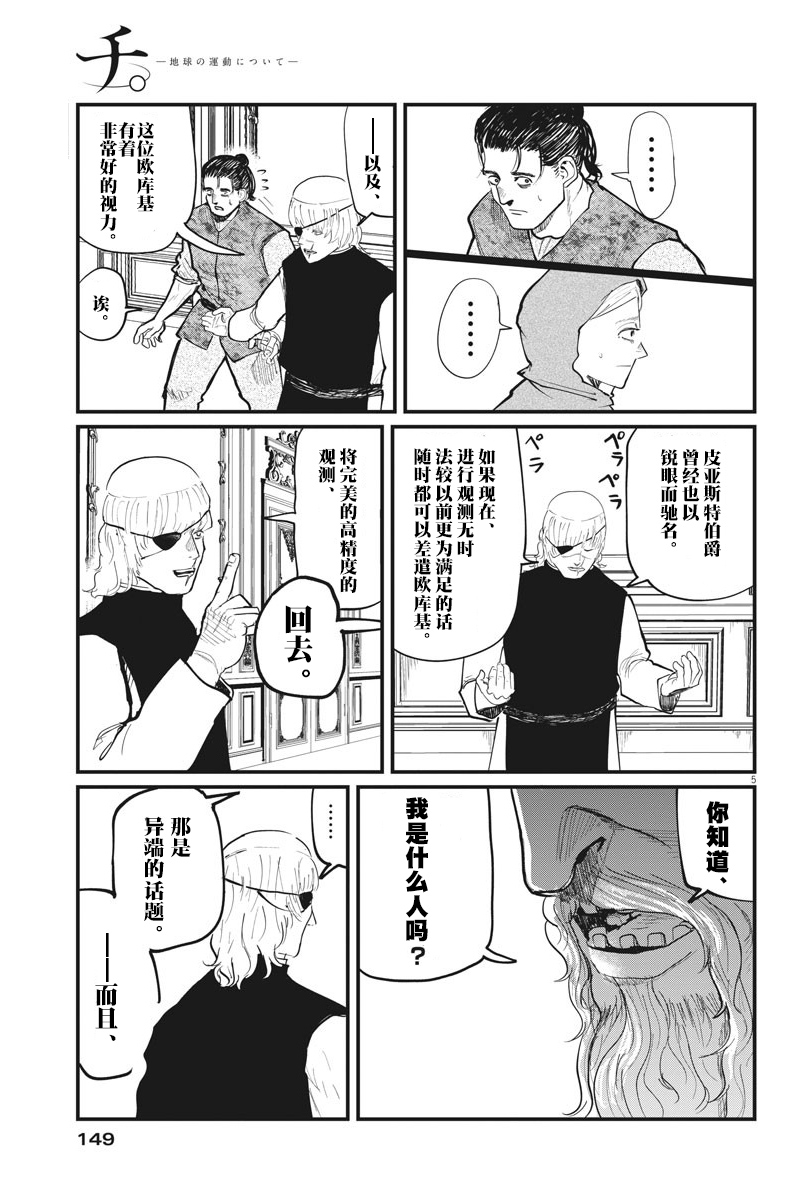 チ。
—地球の運動について—
……
……
——以及、
这位欧库基
有着
非常好的视力。
诶。
皮亚斯特伯爵
曾经也以
锐眼而驰名。
ペラ
ペラ
如果现在、
进行观测无时
法较以前更为满足的话
随时都可以差遣欧库基。
将完美的高精度的
观测、
回去。
5
你知道、
我是什么人吗？
……
那是
异端的话题。
——而且、
149